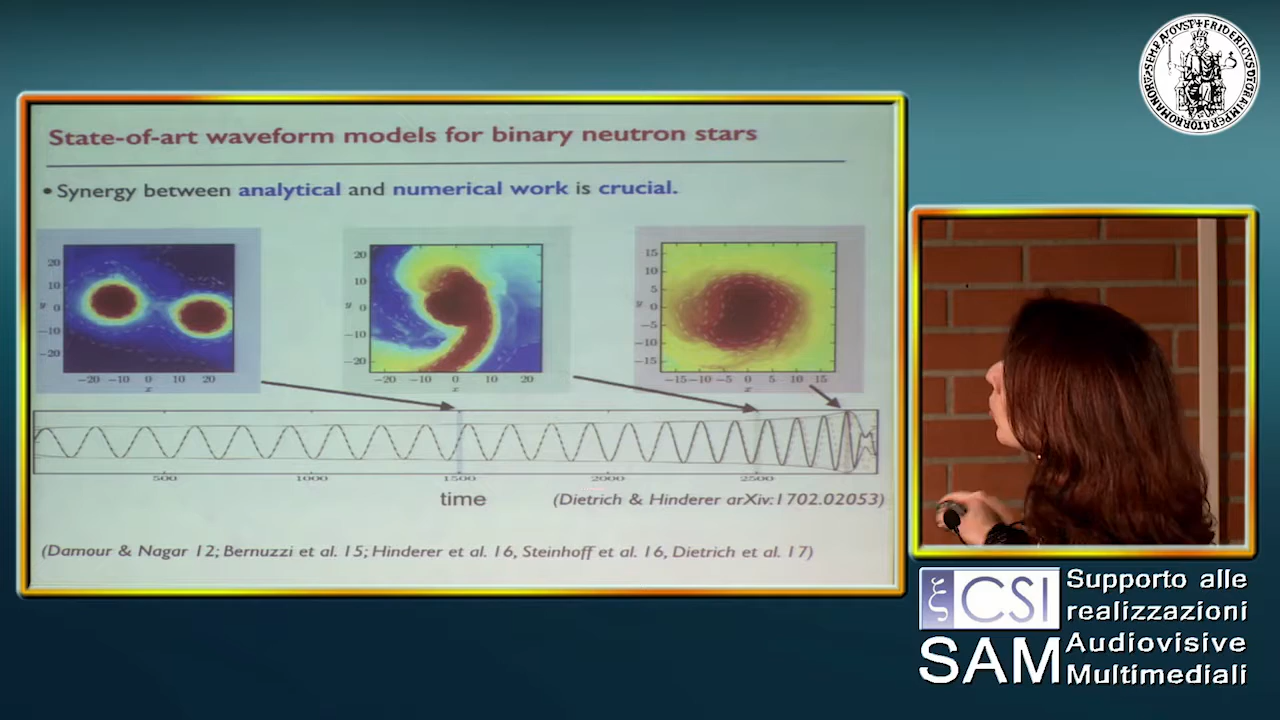 State-of-art waveform models for binary neutron stars
• Synergy between analytical and numerical work is crucial.
20
10
y 0
−10
−20
−20 −10 0 10 20
x
20
10
y 0
−10
−20
−20 −10 0 10 20
x
15
10
5
y 0
−5
−10
−15
−15−10 −5 0 5 10 15
x
500 1000 1500 2000 2500
time
(Dietrich & Hinderer arXiv:1702.02053)
(Damour & Nagar 12; Bernuzzi et al. 15; Hinderer et al. 16, Steinhoff et al. 16, Dietrich et al. 17)
ξ CSI
SAM
Supporto alle
realizzazioni
Audiovisive
Multimediali